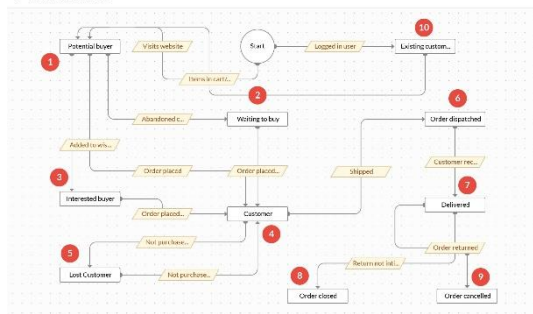 10
Potential buyer
Visits website
Start
Logged in user
Existing custom...
1
Items in cart/...
2
6
Abandoned c...
Waiting to buy
Order dispatched
Added to wis...
Customer rec...
3
Order placed
Order placed...
Shipped
7
Interested buyer
Delivered
Order placed...
Customer
4
Not purchase...
Order returned
5
Return not inti...
8
9
Lost Customer
Not purchase...
Order closed
Order cancelled